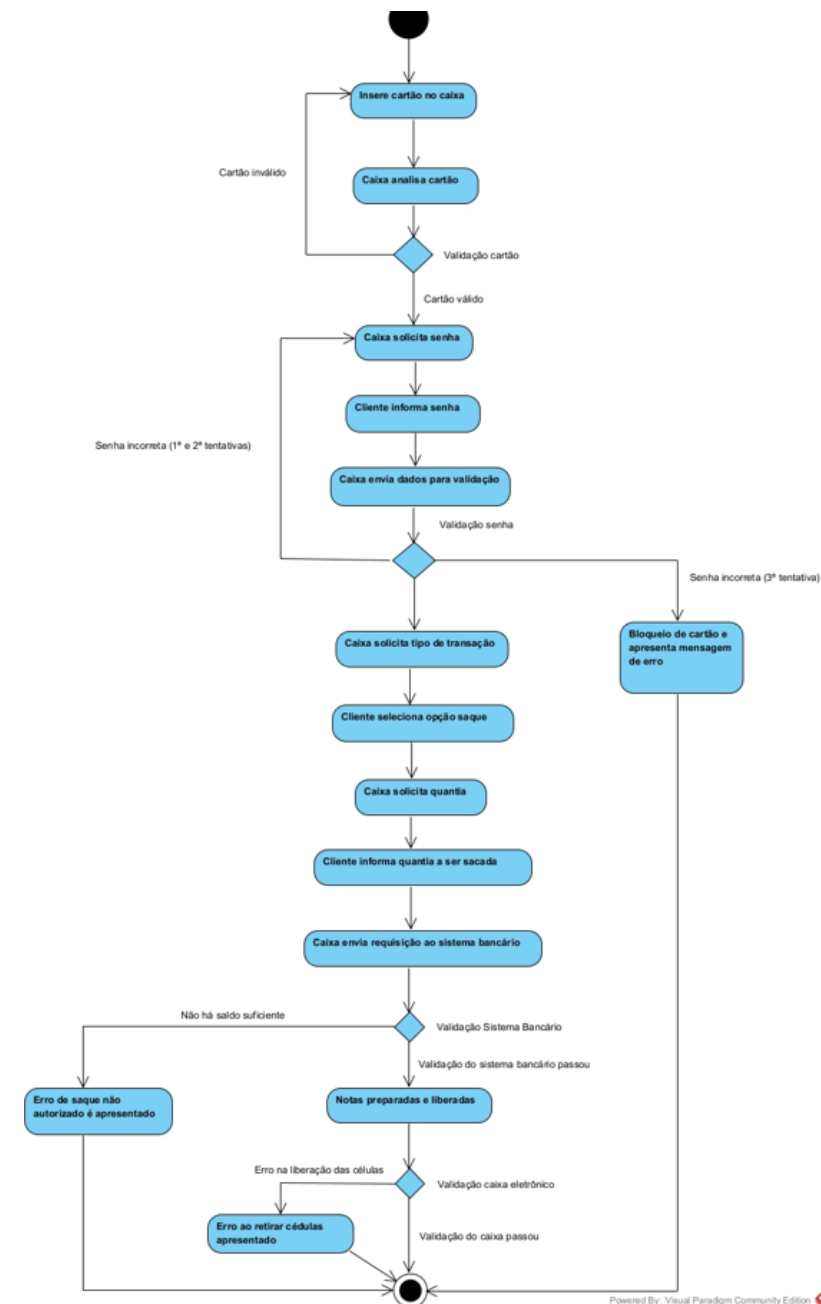 Insere cartão no caixa
Cartão inválido
Caixa analisa cartão
Validação cartão
Cartão válido
Caixa solicita senha
Cliente informa senha
Senha incorreta (1ª e 2ª tentativas)
Caixa envia dados para validação
Validação senha
Senha incorreta (3ª tentativa)
Bloqueio de cartão e
apresenta mensagem
de erro
Caixa solicita tipo de transação
Cliente seleciona opção saque
Caixa solicita quantia
Cliente informa quantia a ser sacada
Caixa envia requisição ao sistema bancário
Não há saldo suficiente
Validação Sistema Bancário
Validação do sistema bancário passou
Erro de saque não
autorizado é apresentado
Notas preparadas e liberadas
Erro na liberação das células
Validação caixa eletrônico
Erro ao retirar cédulas
apresentado
Validação do caixa passou
Powered By: Visual Paradigm Community Edition